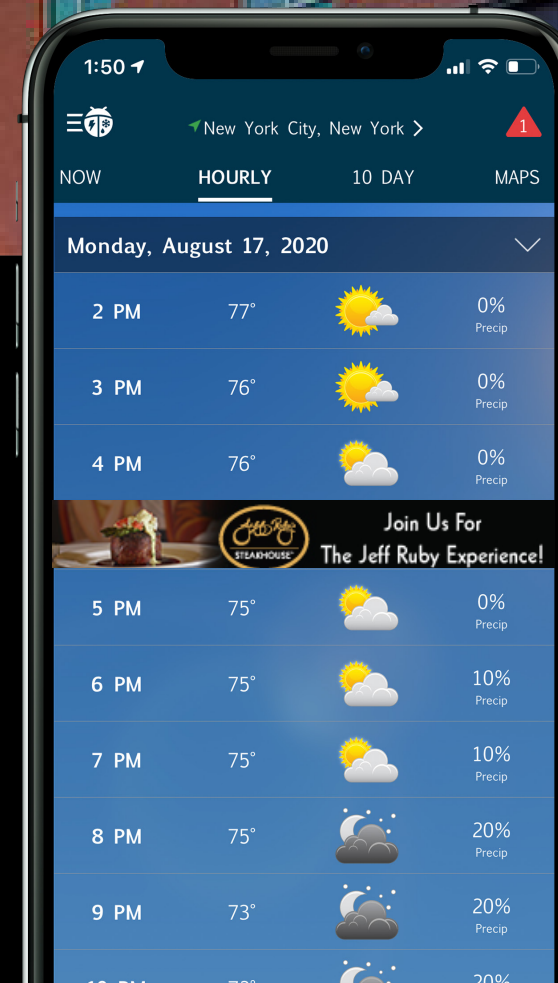 1:50
New York City, New York
1
NOW HOURLY 10 DAY MAPS
Monday, August 17, 2020
2 PM 77° 0%
Precip
3 PM 76° 0%
Precip
4 PM 76° 0%
Precip
Jeff Ruby's
STEAKHOUSE
Join Us For
The Jeff Ruby Experience!
5 PM 75° 0%
Precip
6 PM 75° 10%
Precip
7 PM 75° 10%
Precip
8 PM 75° 20%
Precip
9 PM 73° 20%
Precip
20%